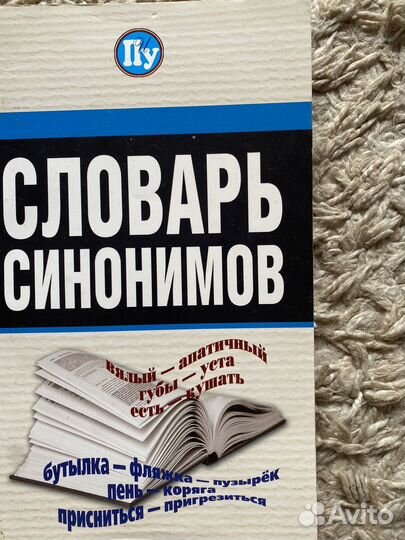 ПУ
СЛОВАРЬ
СИНОНИМОВ
вялый — апатичный
губы — уста
есть — кушать
бутылка — фляжка — пузырёк
пень — коряга
присниться — пригрезиться
Avito